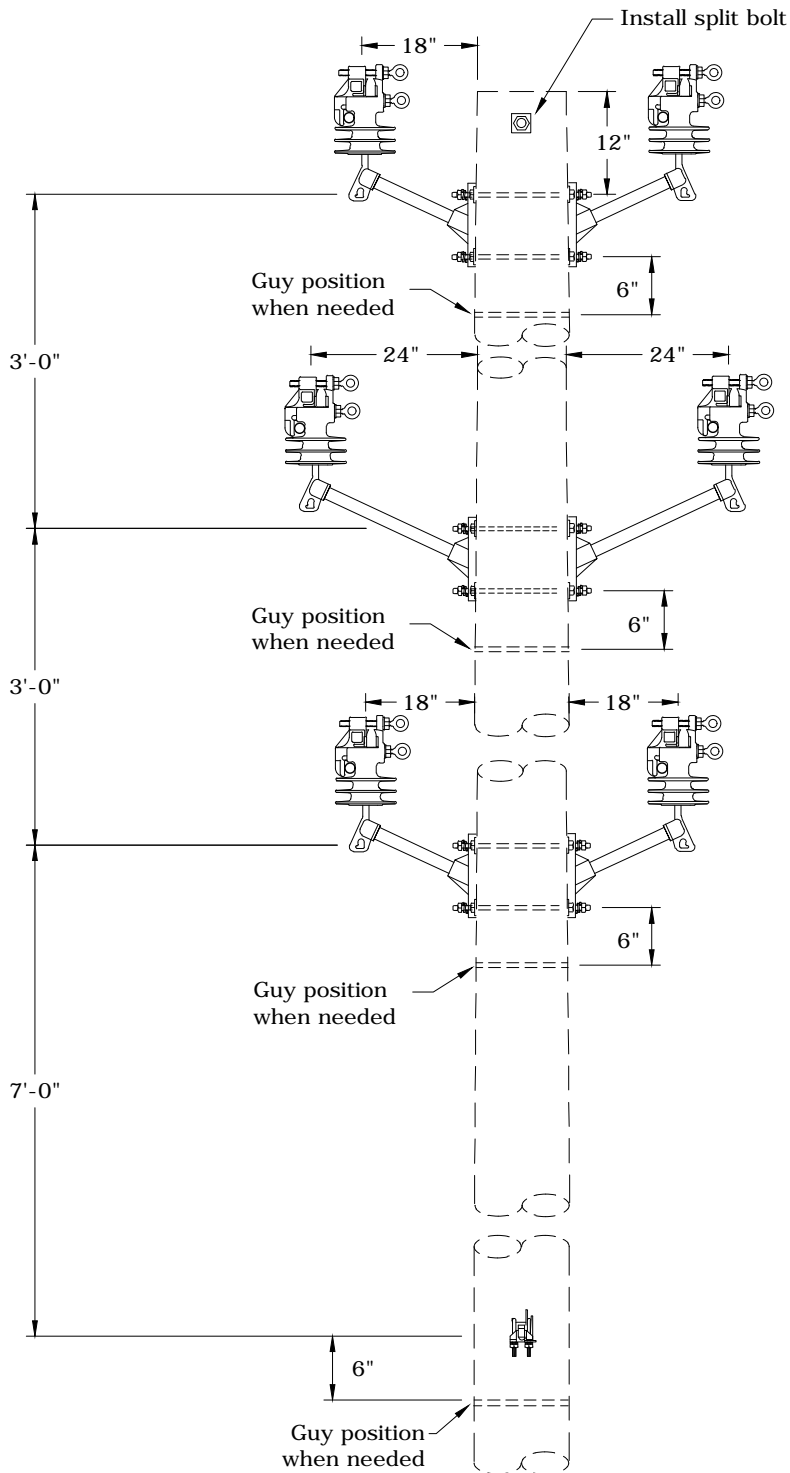 Install split bolt
18"
12"
Guy position
when needed
6"
3'-0"
24"
24"
Guy position
when needed
6"
3'-0"
18"
18"
6"
Guy position
when needed
7'-0"
6"
Guy position
when needed